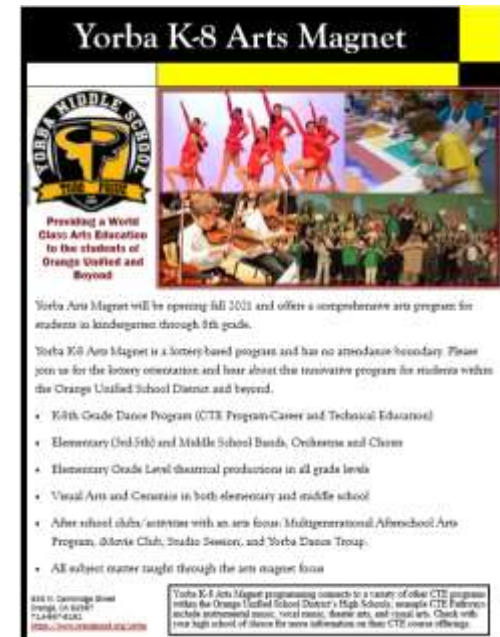 Yorba K-8 Arts Magnet
YORBA MIDDLE SCHOOL
TORO PRIDE
Providing a World
Class Arts Education
to the students of
Orange Unified and
Beyond
Yorba Arts Magnet will be opening fall 2021 and offers a comprehensive arts program for
students in kindergarten through 8th grade.
Yorba K-8 Arts Magnet is a lottery-based program and has no attendance boundary. Please
join us for the lottery orientation and hear about this innovative program for students within
the Orange Unified School District and beyond.
• K-8th Grade Dance Program (CTE Program-Career and Technical Education)
• Elementary (3rd-5th) and Middle School Bands, Orchestras and Choirs
• Elementary Grade Level theatrical productions in all grade levels
• Visual Arts and Ceramics in both elementary and middle school
• After school clubs/activities with an arts focus: Multigenerational Afterschool Arts
Program, iMovie Club, Studio Session, and Yorba Dance Troup.
• All subject matter taught through the arts magnet focus
N. Cambridge Street
Orange, CA
Yorba K-8 Arts Magnet programming connects to a variety of other CTE programs
within the Orange Unified School District's High Schools, example CTE Pathways
include instrumental music, vocal music, theater arts, and visual arts. Check with
your high school of choice for more information on their CTE course offerings.